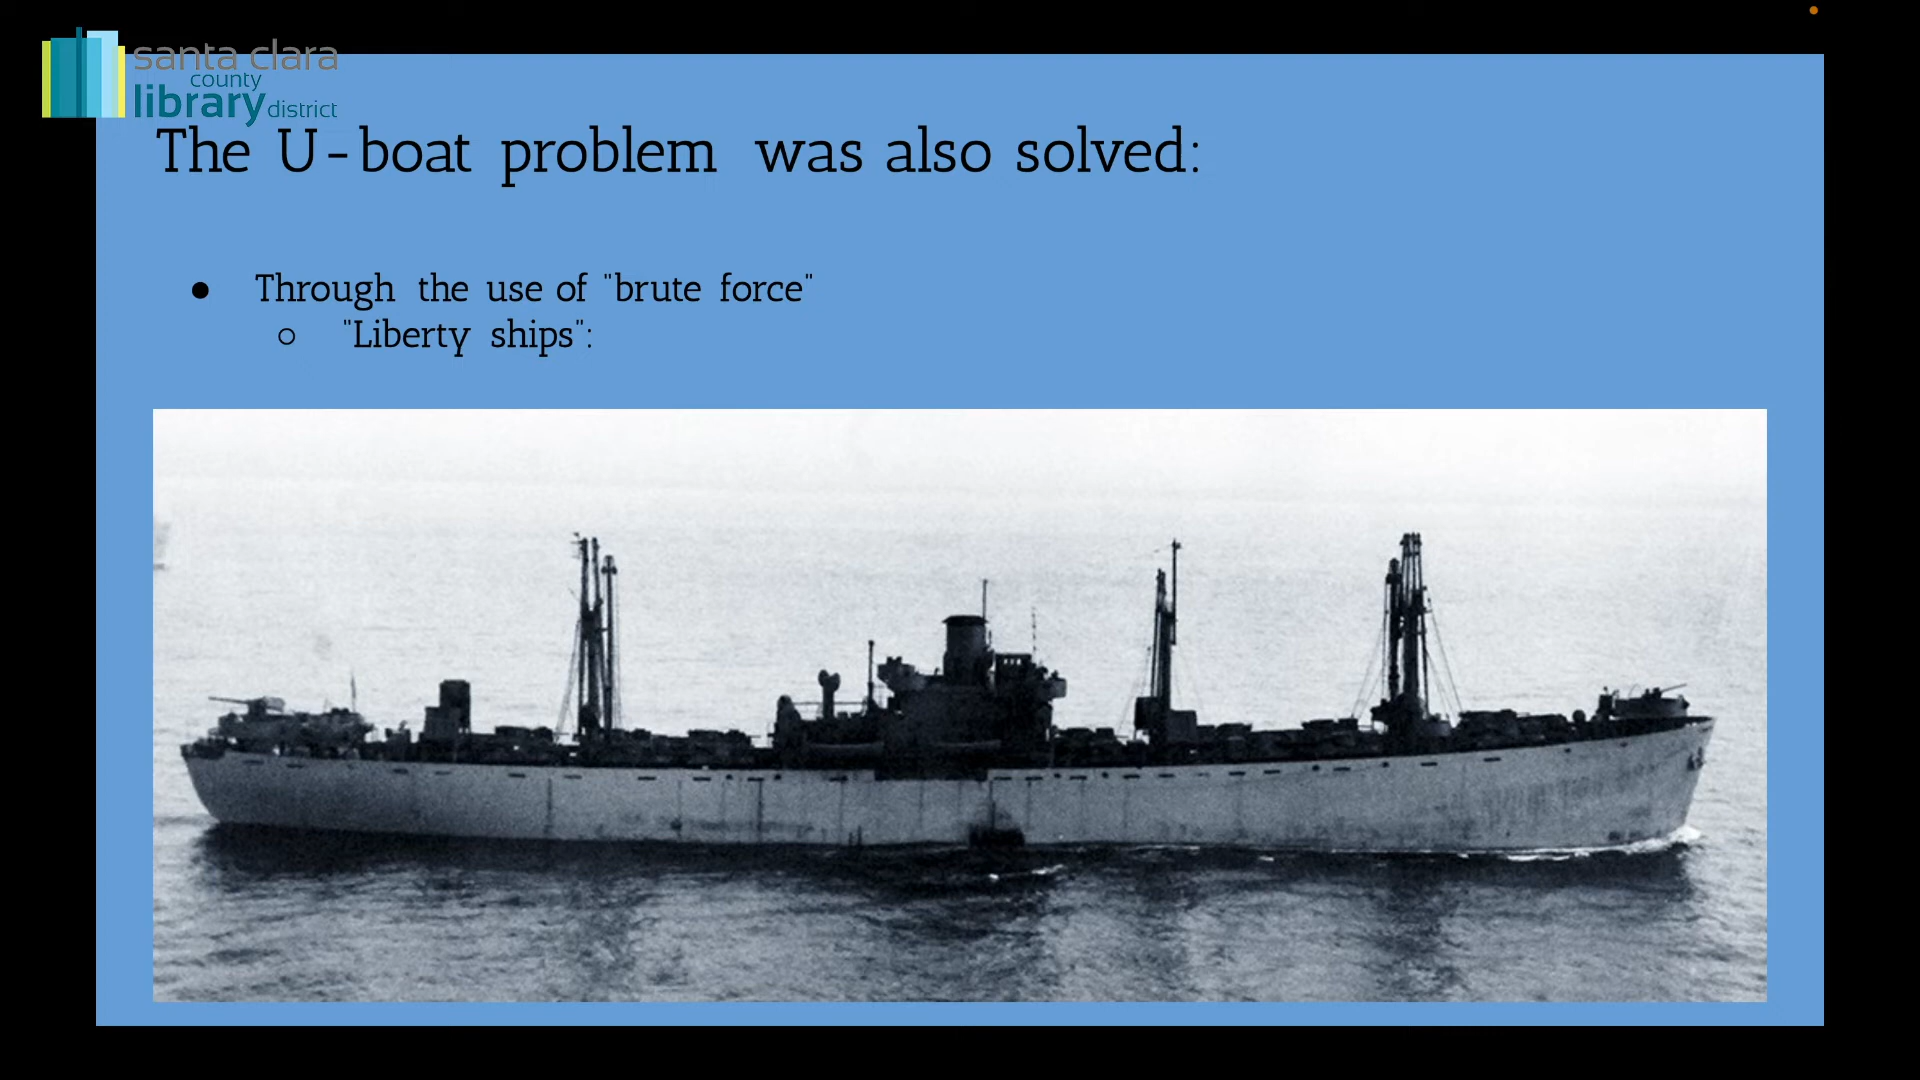 santa clara
county
library district
The U-boat problem was also solved:
● Through the use of "brute force"
○ "Liberty ships":